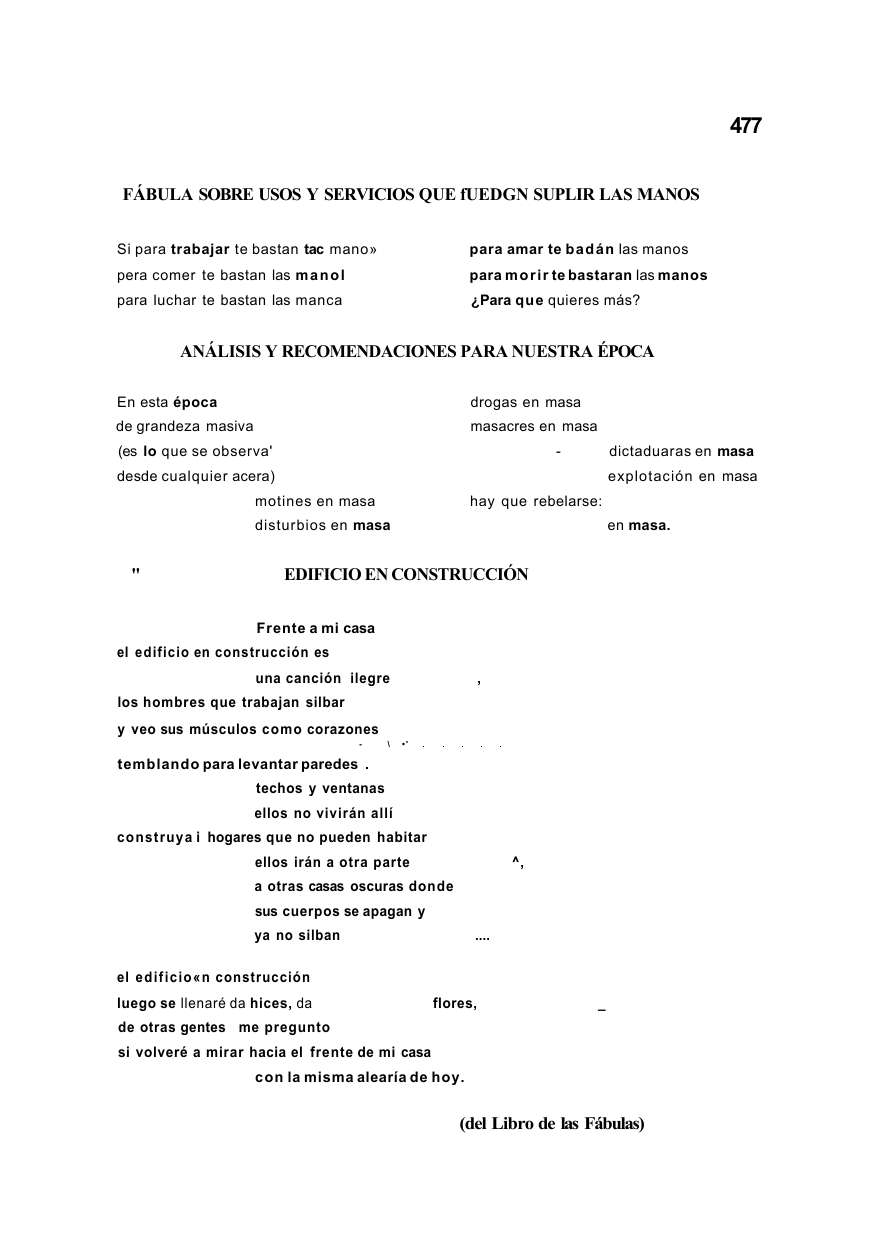 477
FÁBULA SOBRE USOS Y SERVICIOS QUE fUEDGN SUPLIR LAS MANOS
Si para trabajar te bastan tac mano»
pera comer te bastan las manol
para luchar te bastan las manca
para amar te badán las manos
para morir te bastaran las manos
¿Para que quieres más?
ANÁLISIS Y RECOMENDACIONES PARA NUESTRA ÉPOCA
En esta época
de grandeza masiva
(es lo que se observa'
desde cualquier acera)
motines en masa
disturbios en masa
drogas en masa
masacres en masa
- dictaduaras en masa
explotación en masa
hay que rebelarse:
en masa.
" EDIFICIO EN CONSTRUCCIÓN
Frente a mi casa
el edificio en construcción es
una canción ilegre ,
los hombres que trabajan silbar
y veo sus músculos como corazones
- \ •' . . . . .
temblando para levantar paredes .
techos y ventanas
ellos no vivirán allí
construya i hogares que no pueden habitar
ellos irán a otra parte ^,
a otras casas oscuras donde
sus cuerpos se apagan y
ya no silban ....
el edificio«n construcción
luego se llenaré da hices, da flores, _
de otras gentes me pregunto
si volveré a mirar hacia el frente de mi casa
con la misma alearía de hoy.
(del Libro de las Fábulas)